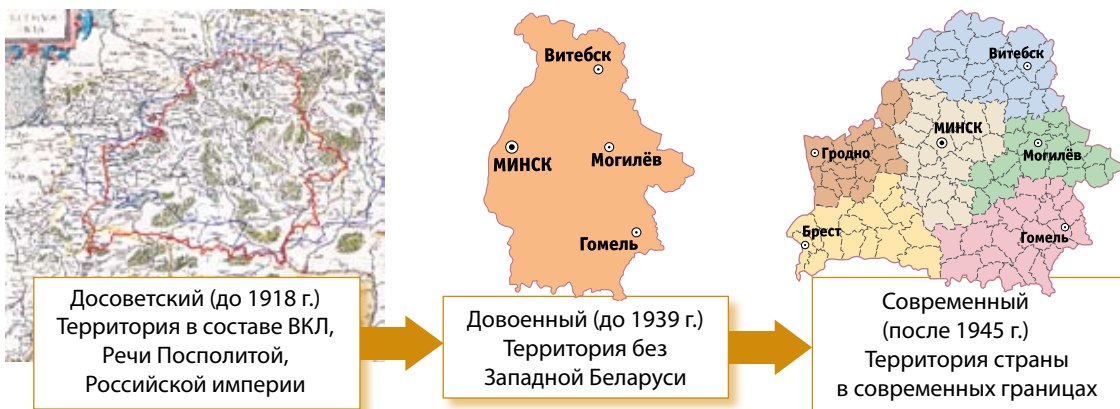 Витебск
МИНСК
Могилёв
Гомель
Витебск
МИНСК
Гродно
Могилёв
Брест
Гомель
Досоветский (до 1918 г.)
Территория в составе ВКЛ,
Речи Посполитой,
Российской империи
Довоенный (до 1939 г.)
Территория без
Западной Беларуси
Современный
(после 1945 г.)
Территория страны
в современных границах